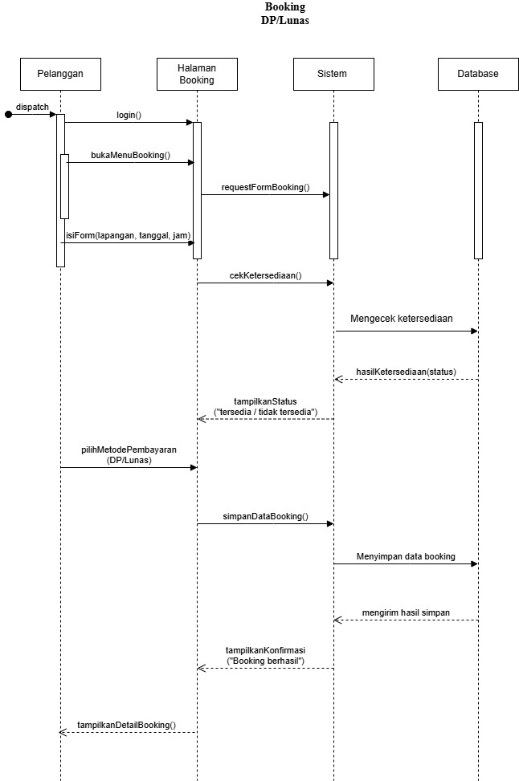 Booking
DP/Lunas
Pelanggan
Halaman
Booking
Sistem
Database
dispatch
login()
bukaMenuBooking()
requestFormBooking()
isiForm(lapangan, tanggal, jam)
cekKetersediaan()
Mengecek ketersediaan
hasilKetersediaan(status)
tampilkanStatus
("tersedia / tidak tersedia")
pilihMetodePembayaran
(DP/Lunas)
simpanDataBooking()
Menyimpan data booking
mengirim hasil simpan
tampilkanKonfirmasi
("Booking berhasil")
tampilkanDetailBooking()